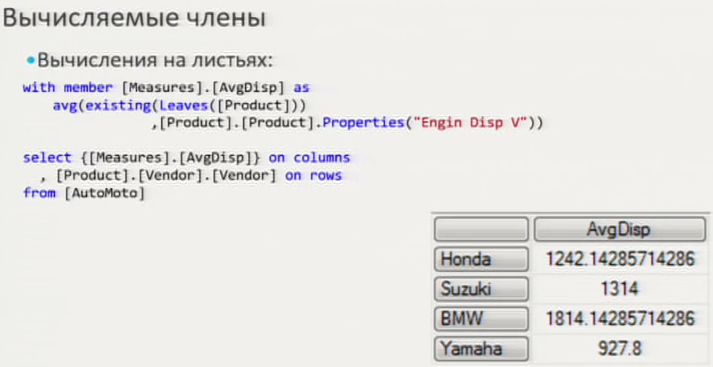 Вычисляемые члены
•Вычисления на листьях:
with member [Measures].[AvgDisp] as
avg(existing(Leaves([Product]))
,[Product].[Product].Properties("Engin Disp V"))
select {[Measures].[AvgDisp]} on columns
, [Product].[Vendor].[Vendor] on rows
from [AutoMoto]
AvgDisp
Honda 1242.14285714286
Suzuki 1314
BMW 1814.14285714286
Yamaha 927.8